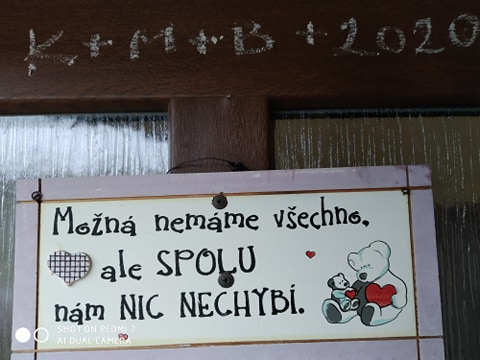 K + M + B + 2020
Možná nemáme všechno,
ale SPOLU
nám NIC NECHYBÍ.
SHOT ON REDMI 7
AI DUAL CAMERA